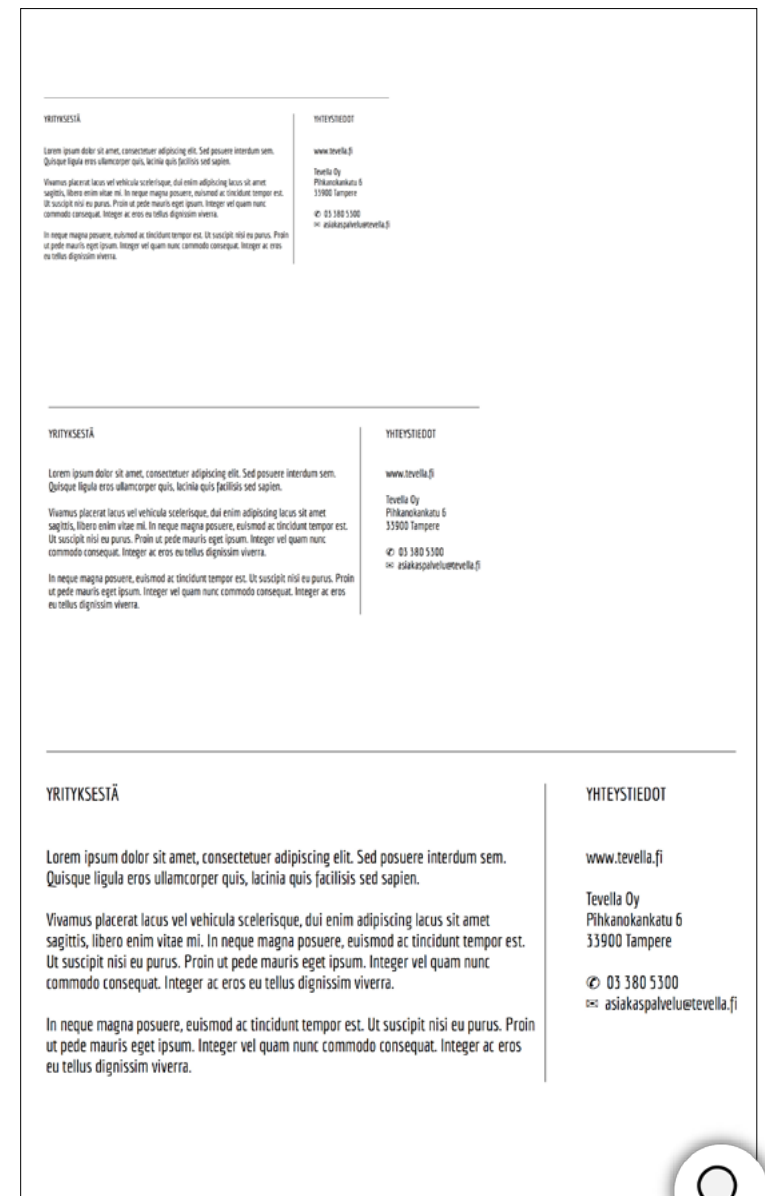 YRITYKSESTÄ
Lorem ipsum dolor sit amet, consectetuer adipiscing elit. Sed posuere interdum sem.
Quisque ligula eros ullamcorper quis, lacinia quis facilisis sed sapien.
Vivamus placerat lacus vel vehicula scelerisque, dui enim adipiscing lacus sit amet
sagittis, libero enim vitae mi. In neque magna posuere, euismod ac tincidunt tempor est.
Ut suscipit nisi eu purus. Proin ut pede mauris eget ipsum. Integer vel quam nunc
commodo consequat. Integer ac eros eu tellus dignissim viverra.
In neque magna posuere, euismod ac tincidunt tempor est. Ut suscipit nisi eu purus. Proin
ut pede mauris eget ipsum. Integer vel quam nunc commodo consequat. Integer ac eros
eu tellus dignissim viverra.
YHTEYSTIEDOT
www.tevella.fi
Tevella Oy
Pihkanokankatu 6
33900 Tampere
✆ 03 380 5300
✉ asiakaspalvelu@tevella.fi
YRITYKSESTÄ
Lorem ipsum dolor sit amet, consectetuer adipiscing elit. Sed posuere interdum sem.
Quisque ligula eros ullamcorper quis, lacinia quis facilisis sed sapien.
Vivamus placerat lacus vel vehicula scelerisque, dui enim adipiscing lacus sit amet
sagittis, libero enim vitae mi. In neque magna posuere, euismod ac tincidunt tempor est.
Ut suscipit nisi eu purus. Proin ut pede mauris eget ipsum. Integer vel quam nunc
commodo consequat. Integer ac eros eu tellus dignissim viverra.
In neque magna posuere, euismod ac tincidunt tempor est. Ut suscipit nisi eu purus. Proin
ut pede mauris eget ipsum. Integer vel quam nunc commodo consequat. Integer ac eros
eu tellus dignissim viverra.
YHTEYSTIEDOT
www.tevella.fi
Tevella Oy
Pihkanokankatu 6
33900 Tampere
✆ 03 380 5300
✉ asiakaspalvelu@tevella.fi
YRITYKSESTÄ
Lorem ipsum dolor sit amet, consectetuer adipiscing elit. Sed posuere interdum sem.
Quisque ligula eros ullamcorper quis, lacinia quis facilisis sed sapien.
Vivamus placerat lacus vel vehicula scelerisque, dui enim adipiscing lacus sit amet
sagittis, libero enim vitae mi. In neque magna posuere, euismod ac tincidunt tempor est.
Ut suscipit nisi eu purus. Proin ut pede mauris eget ipsum. Integer vel quam nunc
commodo consequat. Integer ac eros eu tellus dignissim viverra.
In neque magna posuere, euismod ac tincidunt tempor est. Ut suscipit nisi eu purus. Proin
ut pede mauris eget ipsum. Integer vel quam nunc commodo consequat. Integer ac eros
eu tellus dignissim viverra.
YHTEYSTIEDOT
www.tevella.fi
Tevella Oy
Pihkanokankatu 6
33900 Tampere
✆ 03 380 5300
✉ asiakaspalvelu@tevella.fi